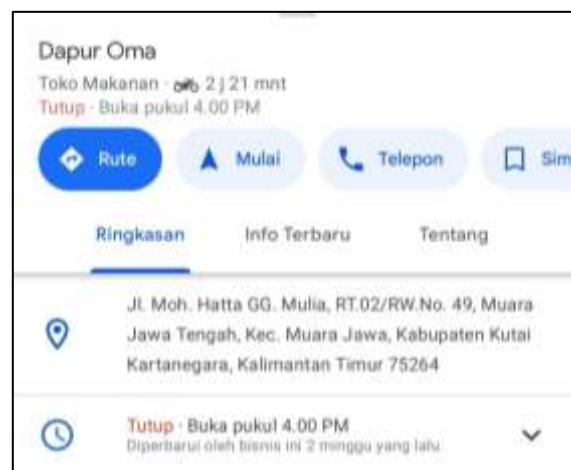 Dapur Oma
Toko Makanan · 2 j 21 mnt
Tutup · Buka pukul 4.00 PM
Rute
Mulai
Telepon
Sim
Ringkasan
Info Terbaru
Tentang
Jl. Moh. Hatta GG. Mulia, RT.02/RW.No. 49, Muara
Jawa Tengah, Kec. Muara Jawa, Kabupaten Kutai
Kartanegara, Kalimantan Timur 75264
Tutup · Buka pukul 4.00 PM
Diperbarui oleh bisnis ini 2 minggu yang lalu